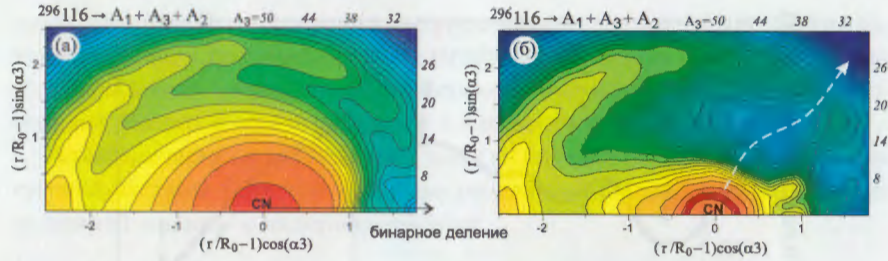 ²⁹⁶116 → A₁ + A₃ + A₂ A₃=50 44 38 32
(а)
26
20
14
8
2
1
(r/R₀−1)sin(α3)
CN
-2 -1 0 1
(r/R₀−1)cos(α3)
бинарное деление
²⁹⁶116 → A₁ + A₃ + A₂ A₃=50 44 38 32
(б)
26
20
14
8
2
1
(r/R₀−1)sin(α3)
CN
-2 -1 0 1
(r/R₀−1)cos(α3)